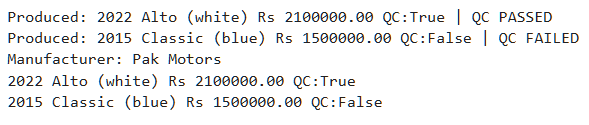 Produced: 2022 Alto (white) Rs 2100000.00 QC:True | QC PASSED
Produced: 2015 Classic (blue) Rs 1500000.00 QC:False | QC FAILED
Manufacturer: Pak Motors
2022 Alto (white) Rs 2100000.00 QC:True
2015 Classic (blue) Rs 1500000.00 QC:False